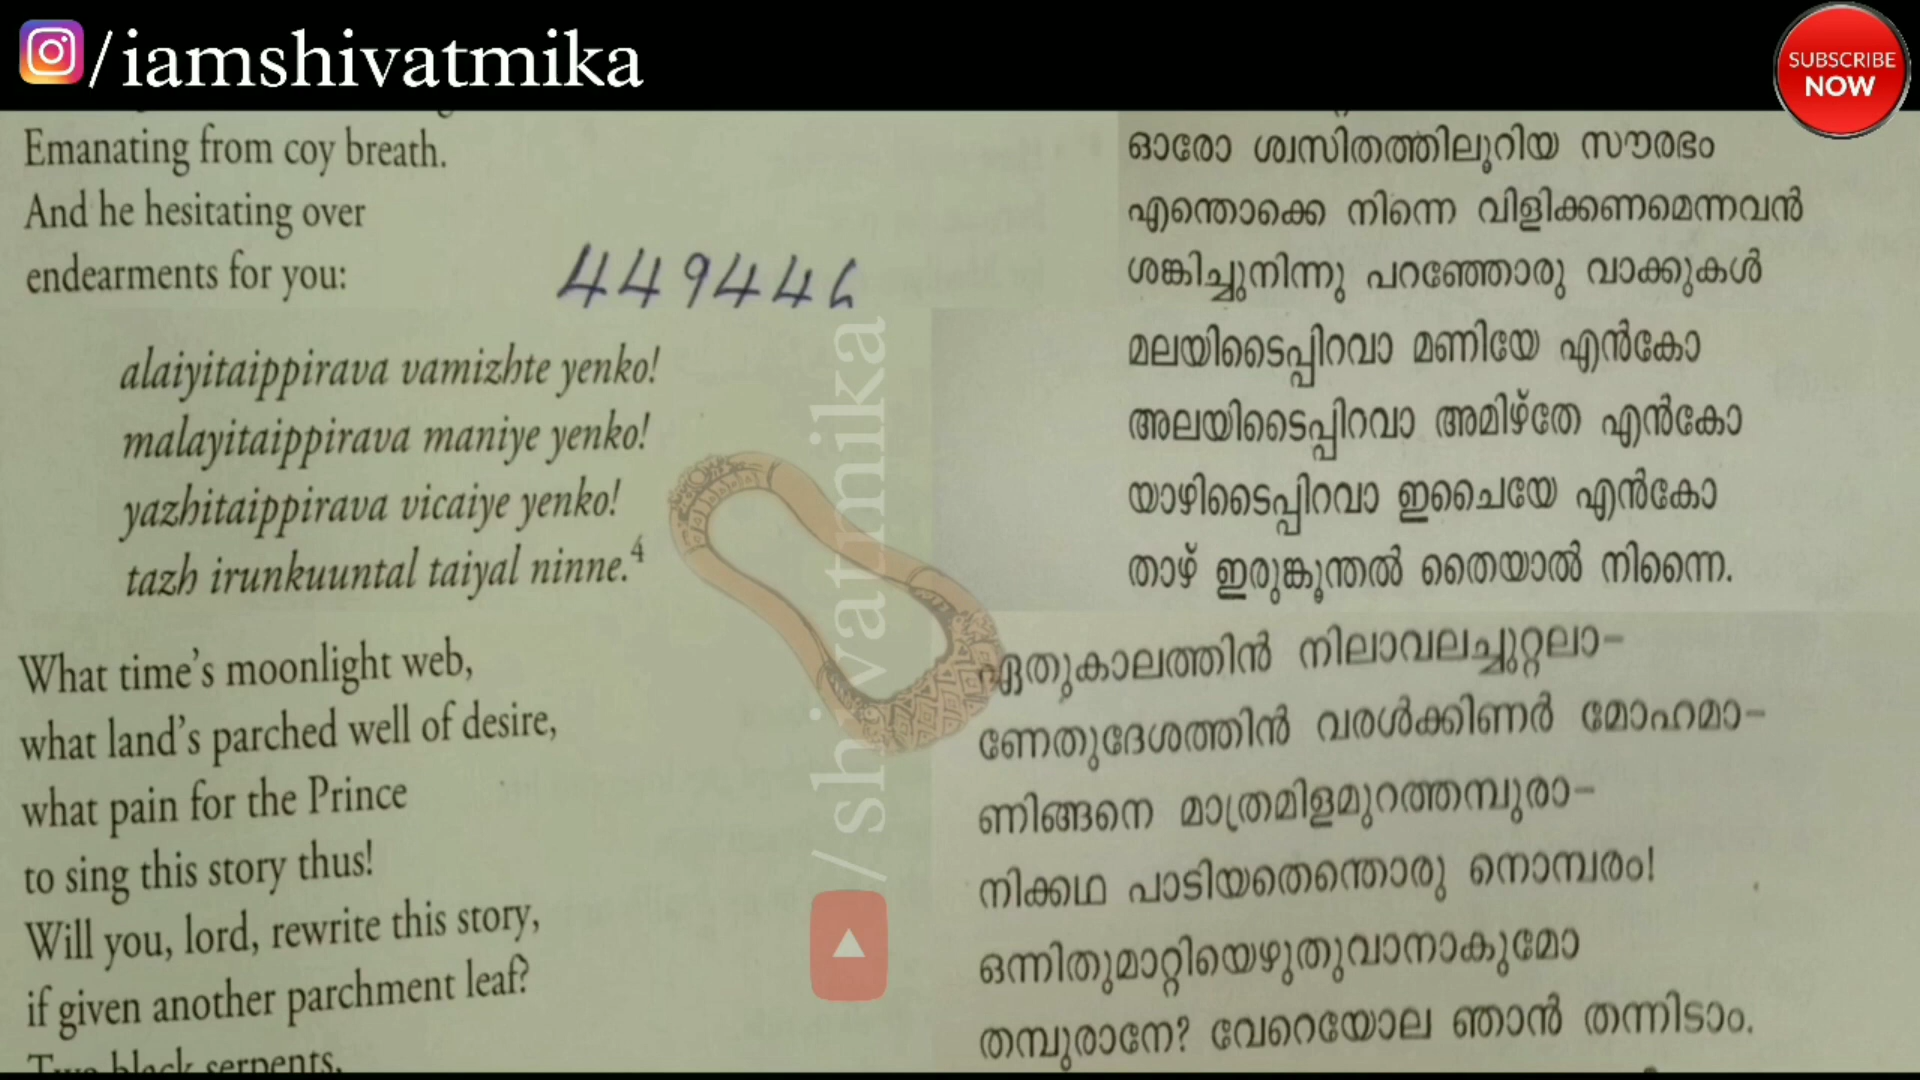 /iamshivatmika
SUBSCRIBE
NOW
Emanating from coy breath.
And he hesitating over
endearments for you:
44944
alaiyitaippirava vamizhte yenko!
malayitaippirava maniye yenko!
yazhitaippirava vicaiye yenko!
tazh irunkuuntal taiyal ninne.4
What time's moonlight web,
what land's parched well of desire,
what pain for the Prince
to sing this story thus!
Will you, lord, rewrite this story,
if given another parchment leaf?
Two black serpents,
/shivatmika
ഓരോ ശ്വസിതത്തിലൂറിയ സൗരഭം
എന്തൊക്കെ നിന്നെ വിളിക്കണമെന്നവൻ
ശങ്കിച്ചുനിന്നു പറഞ്ഞോരു വാക്കുകൾ
മലയിടൈപ്പിറവാ മണിയേ എൻകോ
അലയിടൈപ്പിറവാ അമിഴ്തേ എൻകോ
യാഴിടൈപ്പിറവാ ഇചൈയേ എൻകോ
താഴ് ഇരുങ്കൂന്തൽ തൈയാൽ നിന്നൈ.
ഏതുകാലത്തിൻ നിലാവലച്ചുറ്റലാ-
ണേതുദേശത്തിൻ വരൾക്കിണർ മോഹമാ-
ണിങ്ങനെ മാത്രമിളമുറത്തമ്പുരാ-
നിക്കഥ പാടിയതെന്തൊരു നൊമ്പരം!
ഒന്നിതുമാറ്റിയെഴുതുവാനാകുമോ
തമ്പുരാനേ? വേറെയോല ഞാൻ തന്നിടാം.